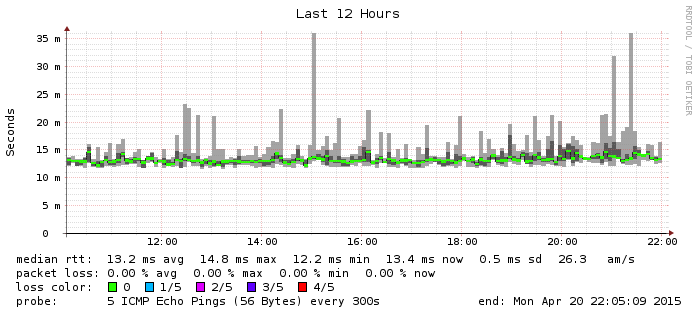 Last 12 Hours
RRDTOOL / TOBI OETIKER
Seconds
35 m
30 m
25 m
20 m
15 m
10 m
5 m
0
12:00 14:00 16:00 18:00 20:00 22:00
median rtt: 13.2 ms avg 14.8 ms max 12.2 ms min 13.4 ms now 0.5 ms sd 26.3 am/s
packet loss: 0.00 % avg 0.00 % max 0.00 % min 0.00 % now
loss color: 0 1/5 2/5 3/5 4/5
probe: 5 ICMP Echo Pings (56 Bytes) every 300s end: Mon Apr 20 22:05:09 2015